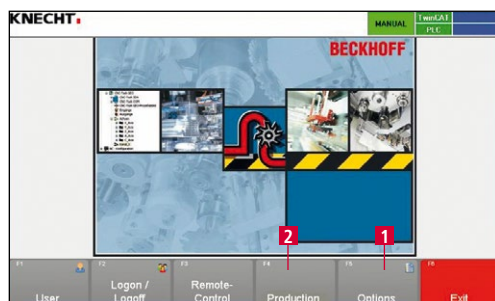 KNECHT
MANUAL
TwinCAT
PLC
BECKHOFF
2
1
F1
F2
F3
F4
F5
F6
User
Logon /
Logoff
Remote-
Control
Production
Options
Exit